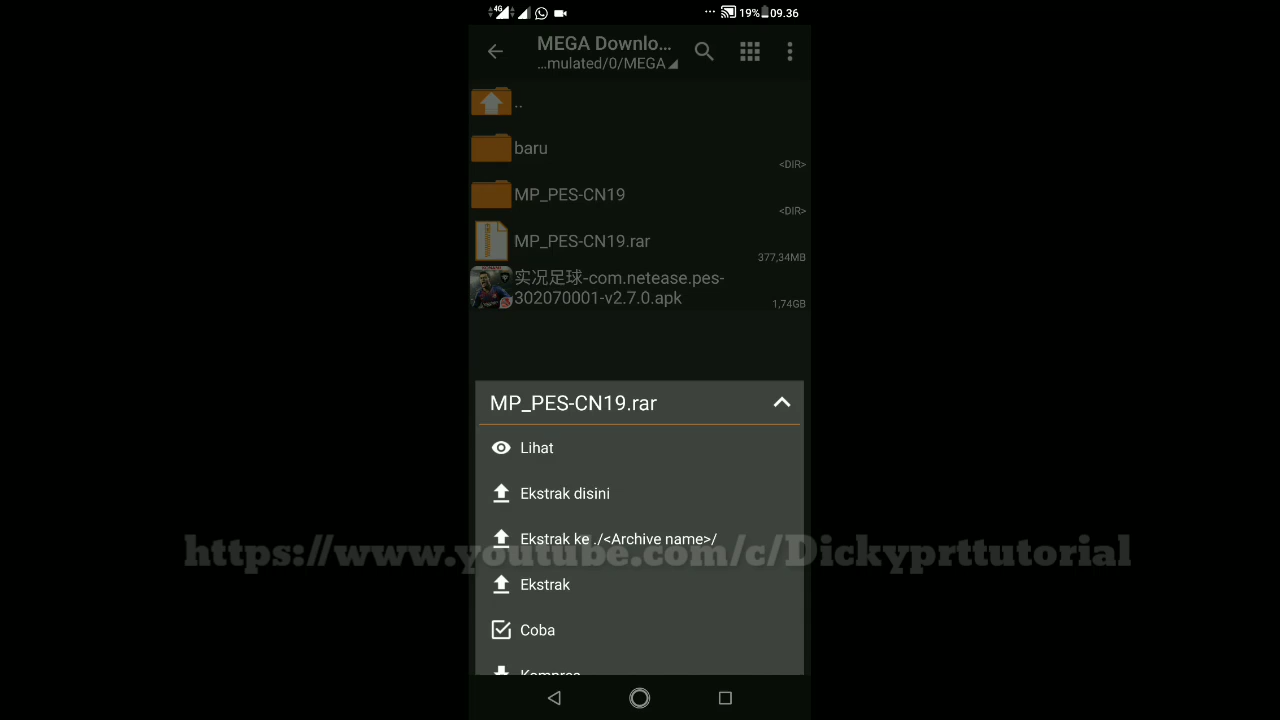 4G
19%
09.36
MEGA Downlo...
...mulated/0/MEGA
..
baru
<DIR>
MP_PES-CN19
<DIR>
MP_PES-CN19.rar
377,34MB
实况足球-com.netease.pes-
302070001-v2.7.0.apk
1,74GB
MP_PES-CN19.rar
Lihat
Ekstrak disini
Ekstrak ke ./<Archive name>/
https://www.youtube.com/c/Dickyprttutorial
Ekstrak
Coba
Kompres